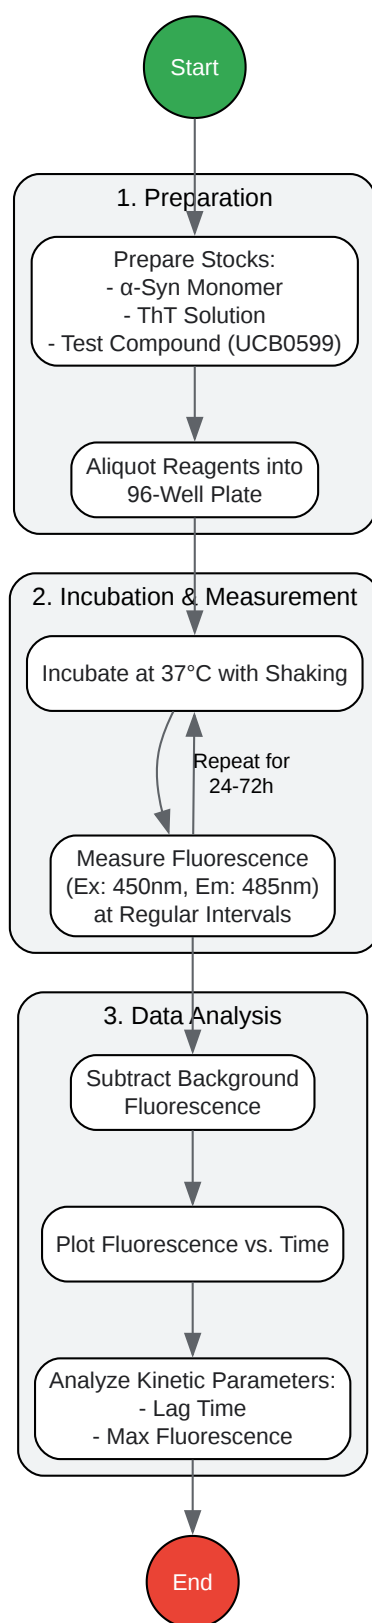 Start
1. Preparation
Prepare Stocks:
- α-Syn Monomer
- ThT Solution
- Test Compound (UCB0599)
Aliquot Reagents into
96-Well Plate
2. Incubation & Measurement
Incubate at 37°C with Shaking
Repeat for
24-72h
Measure Fluorescence
(Ex: 450nm, Em: 485nm)
at Regular Intervals
3. Data Analysis
Subtract Background
Fluorescence
Plot Fluorescence vs. Time
Analyze Kinetic Parameters:
- Lag Time
- Max Fluorescence
End